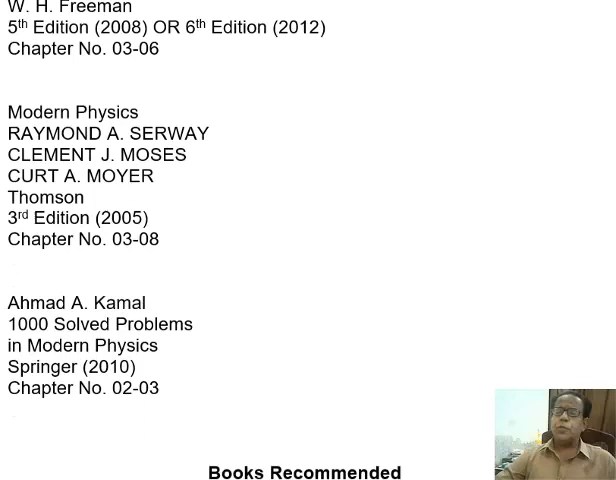 W. H. Freeman
5th Edition (2008) OR 6th Edition (2012)
Chapter No. 03-06
Modern Physics
RAYMOND A. SERWAY
CLEMENT J. MOSES
CURT A. MOYER
Thomson
3rd Edition (2005)
Chapter No. 03-08
Ahmad A. Kamal
1000 Solved Problems
in Modern Physics
Springer (2010)
Chapter No. 02-03
Books Recommended